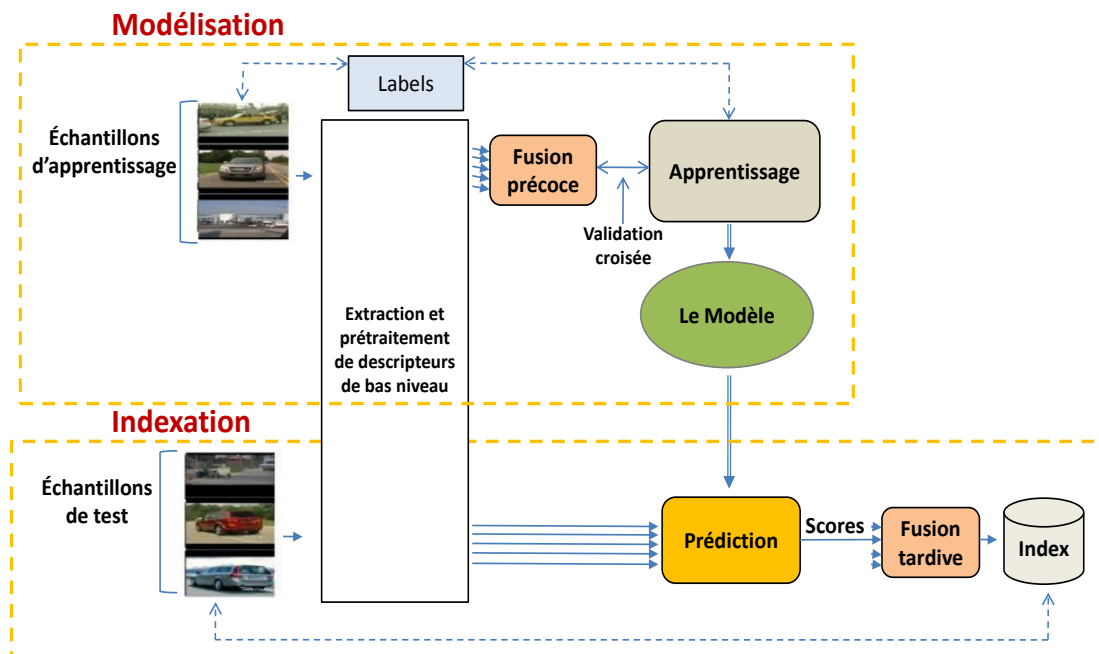 Modélisation
Labels
Échantillons
d'apprentissage
Fusion
précoce
Apprentissage
Validation
croisée
Le Modèle
Extraction et
prétraitement
de descripteurs
de bas niveau
Indexation
Échantillons
de test
Prédiction
Scores
Fusion
tardive
Index